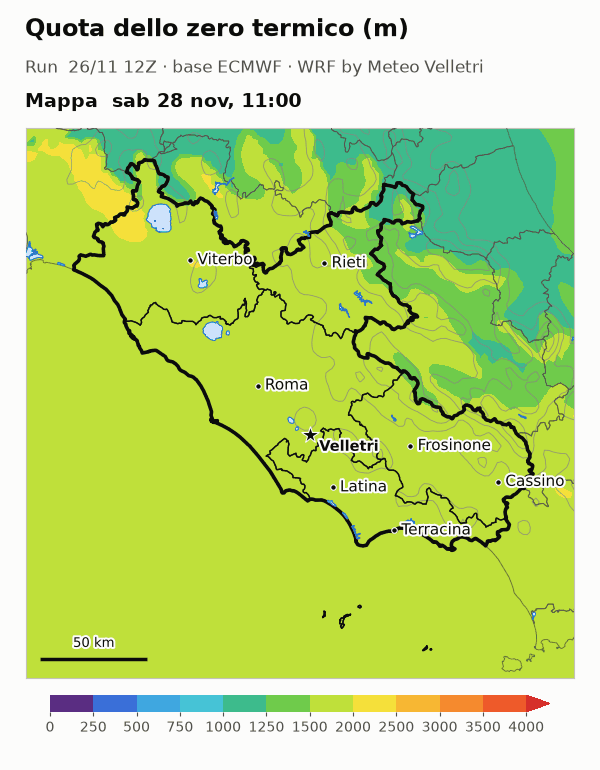 Quota dello zero termico (m)
Run  26/11 12Z · base ECMWF · WRF by Meteo Velletri
Mappa  sab 28 nov, 11:00
Viterbo
Rieti
Roma
Velletri
Frosinone
Latina
Cassino
Terracina
50 km
0 250 500 750 1000 1250 1500 2000 2500 3000 3500 4000